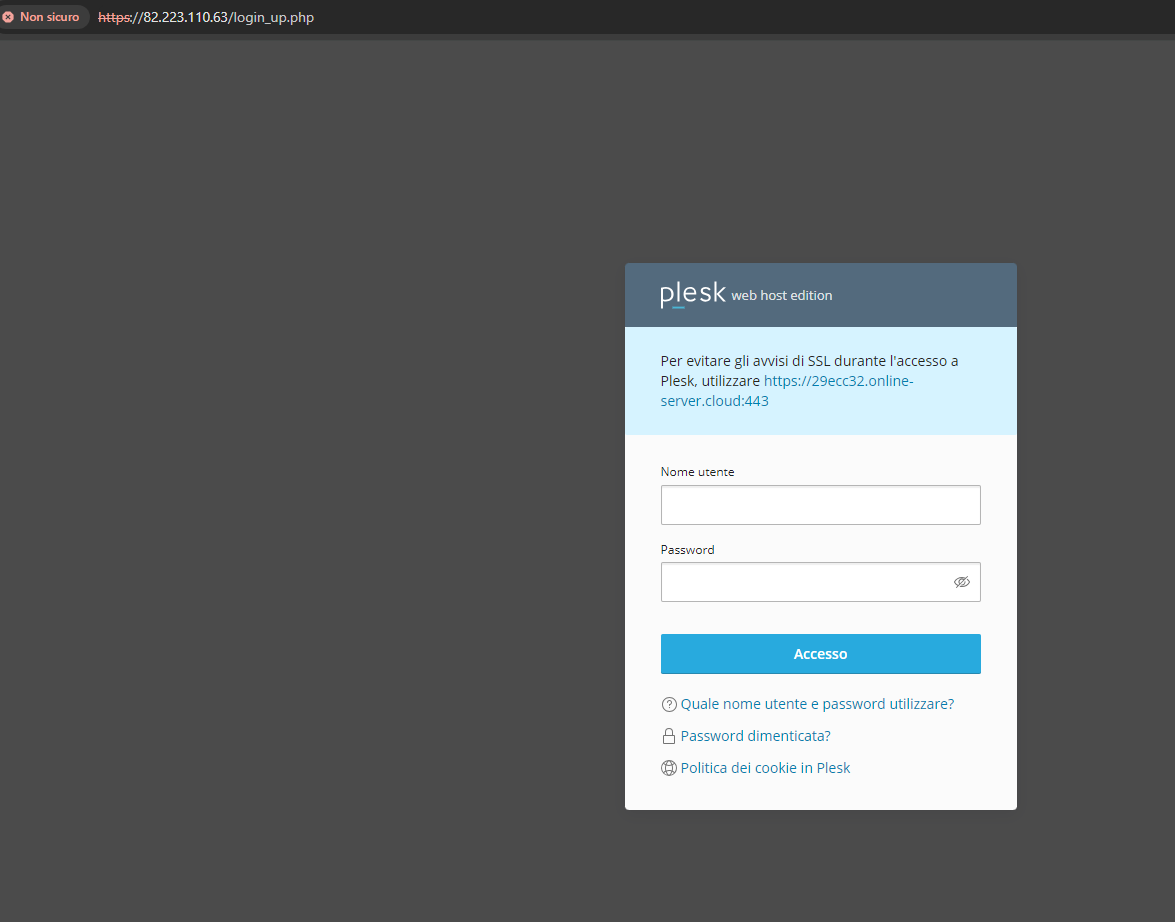 Non sicuro https://82.223.110.63/login_up.php
plesk web host edition
Per evitare gli avvisi di SSL durante l'accesso a
Plesk, utilizzare https://29ecc32.online-
server.cloud:443
Nome utente
Password
Accesso
Quale nome utente e password utilizzare?
Password dimenticata?
Politica dei cookie in Plesk